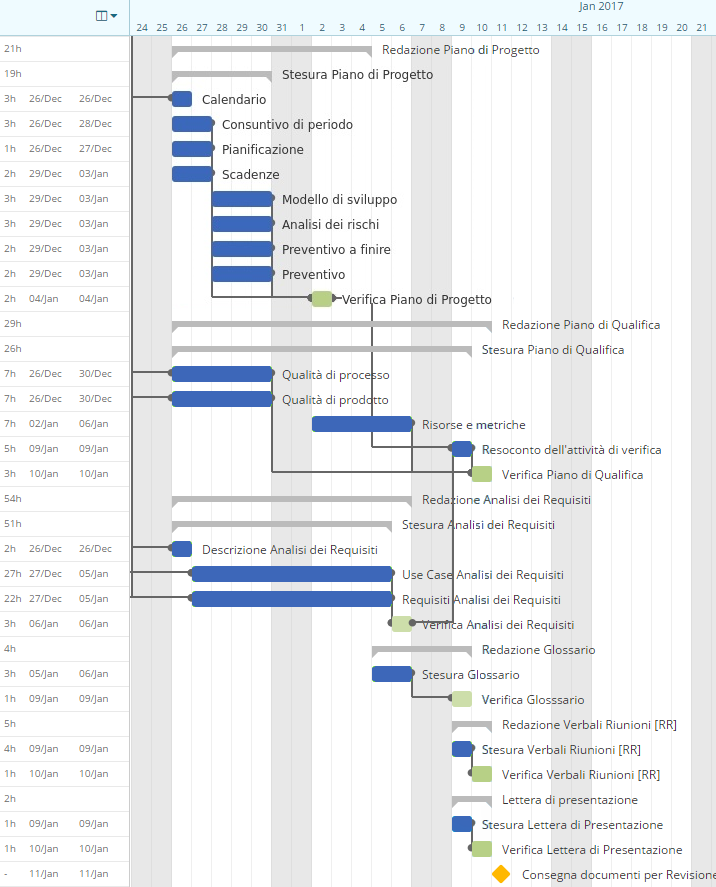 Jan 2017
24 25 26 27 28 29 30 31 1 2 3 4 5 6 7 8 9 10 11 12 13 14 15 16 17 18 19 20 21
21h Redazione Piano di Progetto
19h Stesura Piano di Progetto
3h 26/Dec 26/Dec Calendario
3h 26/Dec 28/Dec Consuntivo di periodo
1h 26/Dec 27/Dec Pianificazione
2h 29/Dec 03/Jan Scadenze
3h 29/Dec 03/Jan Modello di sviluppo
3h 29/Dec 03/Jan Analisi dei rischi
2h 29/Dec 03/Jan Preventivo a finire
2h 29/Dec 03/Jan Preventivo
2h 04/Jan 04/Jan Verifica Piano di Progetto
29h Redazione Piano di Qualifica
26h Stesura Piano di Qualifica
7h 26/Dec 30/Dec Qualità di processo
7h 26/Dec 30/Dec Qualità di prodotto
7h 02/Jan 06/Jan Risorse e metriche
5h 09/Jan 09/Jan Resoconto dell'attività di verifica
3h 10/Jan 10/Jan Verifica Piano di Qualifica
54h Redazione Analisi dei Requisiti
51h Stesura Analisi dei Requisiti
2h 26/Dec 26/Dec Descrizione Analisi dei Requisiti
27h 27/Dec 05/Jan Use Case Analisi dei Requisiti
22h 27/Dec 05/Jan Requisiti Analisi dei Requisiti
3h 06/Jan 06/Jan Verifica Analisi dei Requisiti
4h Redazione Glossario
3h 05/Jan 06/Jan Stesura Glossario
1h 09/Jan 09/Jan Verifica Glosssario
5h Redazione Verbali Riunioni [RR]
4h 09/Jan 09/Jan Stesura Verbali Riunioni [RR]
1h 10/Jan 10/Jan Verifica Verbali Riunioni [RR]
2h Lettera di presentazione
1h 09/Jan 09/Jan Stesura Lettera di Presentazione
1h 10/Jan 10/Jan Verifica Lettera di Presentazione
- 11/Jan 11/Jan Consegna documenti per Revisione